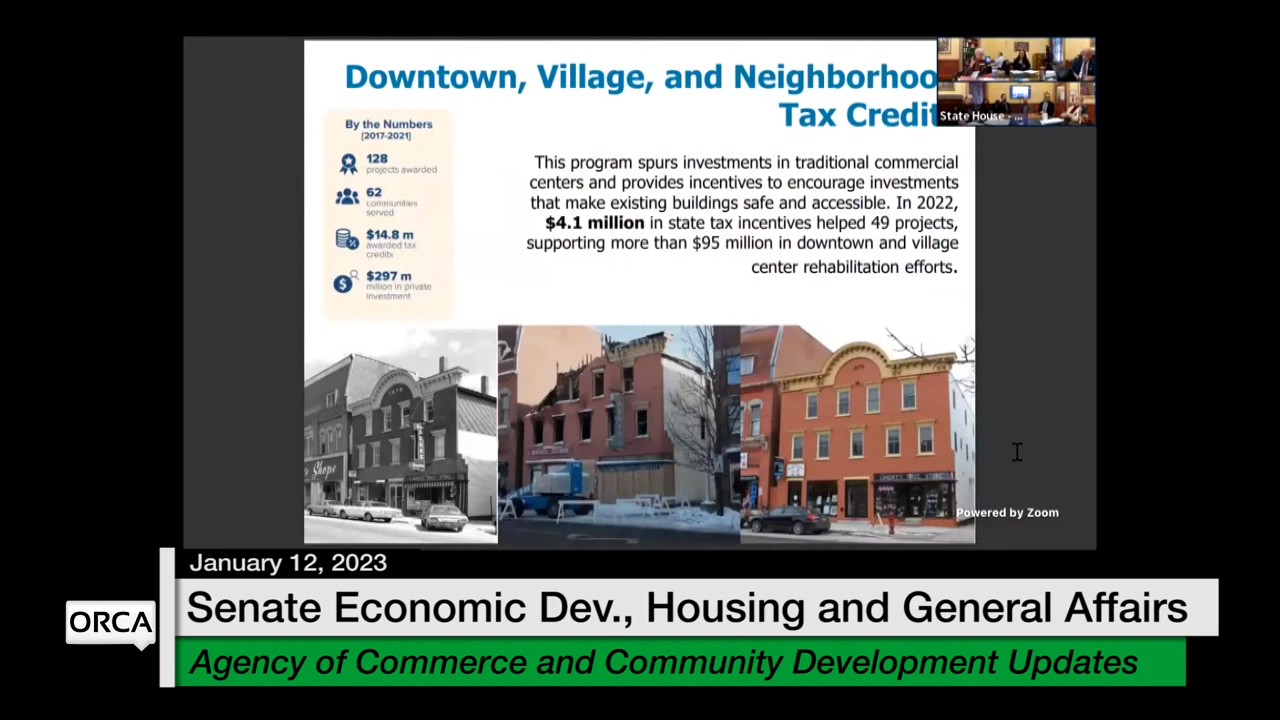 Downtown, Village, and Neighborhoo
Tax Credit
State House - ...
By the Numbers
[2017-2021]
128
projects awarded
62
communities
served
$14.8 m
awarded tax
credits
$297 m
million in private
investment
This program spurs investments in traditional commercial
centers and provides incentives to encourage investments
that make existing buildings safe and accessible. In 2022,
$4.1 million in state tax incentives helped 49 projects,
supporting more than $95 million in downtown and village
center rehabilitation efforts.
Shops
Powered by Zoom
January 12, 2023
ORCA
Senate Economic Dev., Housing and General Affairs
Agency of Commerce and Community Development Updates